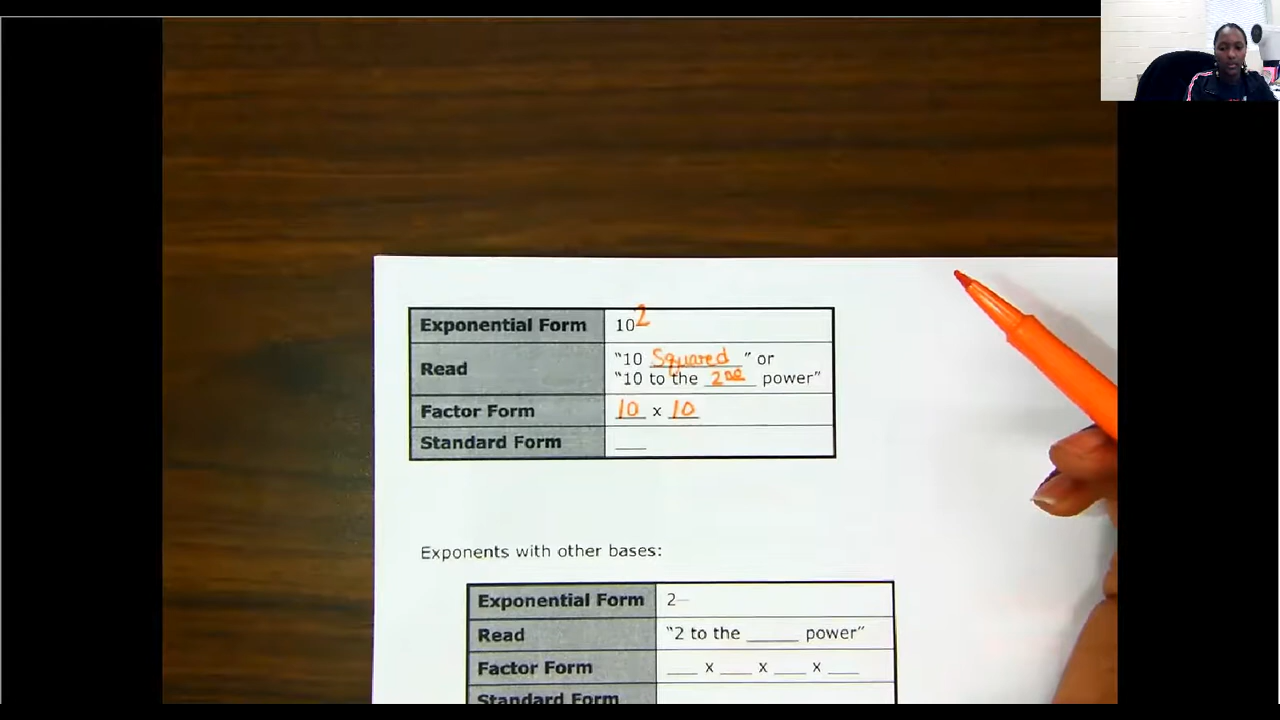 Exponential Form 10²
Read "10 Squared" or
"10 to the 2nd power"
Factor Form 10 x 10
Standard Form ____
Exponents with other bases:
Exponential Form 2—
Read "2 to the _____ power"
Factor Form ___ x ___ x ___ x ___
Standard Form